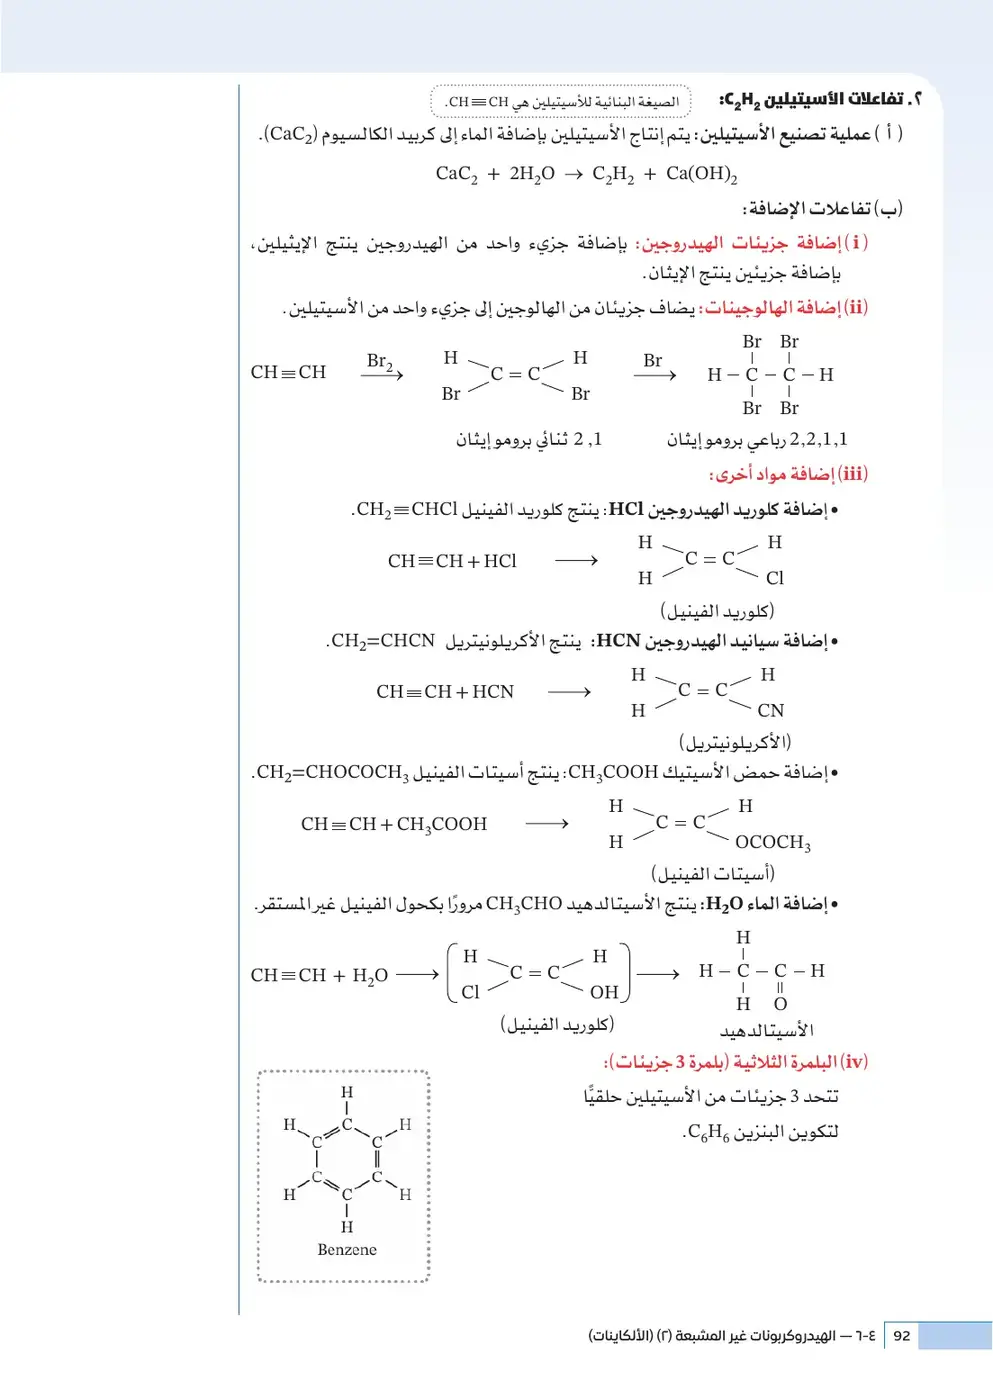 ٢. تفاعلات الأسيتيلين C₂H₂:
الصيغة البنائية للأسيتيلين هي CH≡CH.
( أ ) عملية تصنيع الأسيتيلين: يتم إنتاج الأسيتيلين بإضافة الماء إلى كربيد الكالسيوم (CaC₂).
CaC₂ + 2H₂O → C₂H₂ + Ca(OH)₂
(ب) تفاعلات الإضافة:
(i) إضافة جزيئات الهيدروجين: بإضافة جزيء واحد من الهيدروجين ينتج الإيثيلين،
بإضافة جزيئين ينتج الإيثان.
(ii) إضافة الهالوجينات: يضاف جزيئان من الهالوجين إلى جزيء واحد من الأسيتيلين.
Br Br
H H
CH≡CH Br₂ → C = C Br → H – C – C – H
Br Br
Br Br
1, 2 ثنائي بروموإيثان
2,2,1,1 رباعي بروموإيثان
(iii) إضافة مواد أخرى:
• إضافة كلوريد الهيدروجين HCl: ينتج كلوريد الفينيل CH₂≡CHCl.
H H
CH≡CH + HCl → C = C
H Cl
(كلوريد الفينيل)
• إضافة سيانيد الهيدروجين HCN: ينتج الأكريلونيتريل CH₂=CHCN.
H H
CH≡CH + HCN → C = C
H CN
(الأكريلونيتريل)
• إضافة حمض الأسيتيك CH₃COOH: ينتج أسيتات الفينيل CH₂=CHOCOCH₃.
H H
CH≡CH + CH₃COOH → C = C
H OCOCH₃
(أسيتات الفينيل)
• إضافة الماء H₂O: ينتج الأسيتالدهيد CH₃CHO مرورًا بكحول الفينيل غير المستقر.
H
H H
CH≡CH + H₂O → C = C → H – C – C – H
Cl OH
H O
(كلوريد الفينيل)
الأسيتالدهيد
(iv) البلمرة الثلاثية (بلمرة 3 جزيئات):
تتحد 3 جزيئات من الأسيتيلين حلقيًّا
لتكوين البنزين C₆H₆.
H
H C H
C C
C C
H C H
H
Benzene
92 ٤-٦ — الهيدروكربونات غير المشبعة (٢) (الألكاينات)